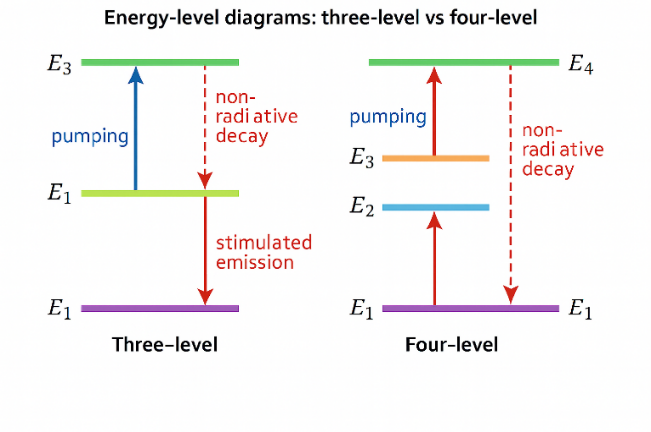 Energy-level diagrams: three-level vs four-level
E3
pumping
non-
radi ative
decay
E1
stimulated
emission
E1
Three-level
E4
pumping
non-
radi ative
decay
E3
E2
E1
E1
Four-level